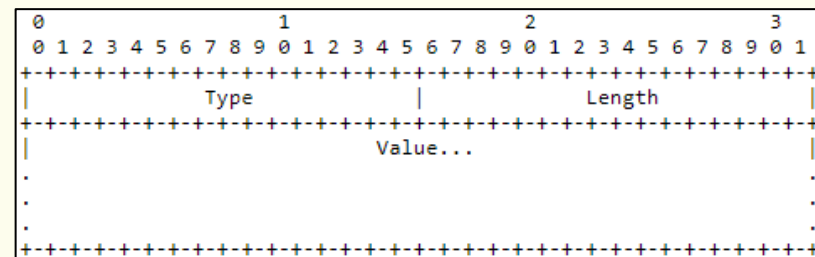 0                   1                   2                   3
 0 1 2 3 4 5 6 7 8 9 0 1 2 3 4 5 6 7 8 9 0 1 2 3 4 5 6 7 8 9 0 1
+-+-+-+-+-+-+-+-+-+-+-+-+-+-+-+-+-+-+-+-+-+-+-+-+-+-+-+-+-+-+-+-+
|              Type               |             Length            |
+-+-+-+-+-+-+-+-+-+-+-+-+-+-+-+-+-+-+-+-+-+-+-+-+-+-+-+-+-+-+-+-+
|                            Value...                             |
.                                                                 .
.                                                                 .
.                                                                 .
+-+-+-+-+-+-+-+-+-+-+-+-+-+-+-+-+-+-+-+-+-+-+-+-+-+-+-+-+-+-+-+-+